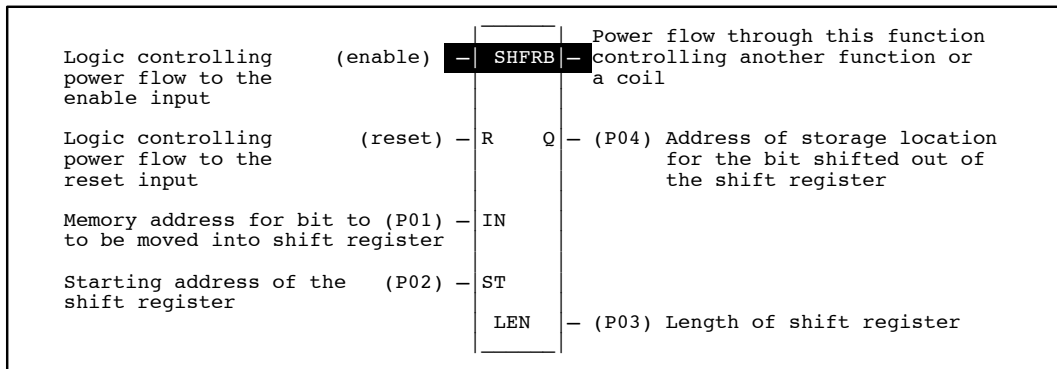 Power flow through this function
Logic controlling (enable) –| SHFRB|– controlling another function or
power flow to the a coil
enable input
Logic controlling (reset) –|R Q|– (P04) Address of storage location
power flow to the for the bit shifted out of
reset input the shift register
Memory address for bit to (P01) –|IN
to be moved into shift register
Starting address of the (P02) –|ST
shift register
LEN |– (P03) Length of shift register